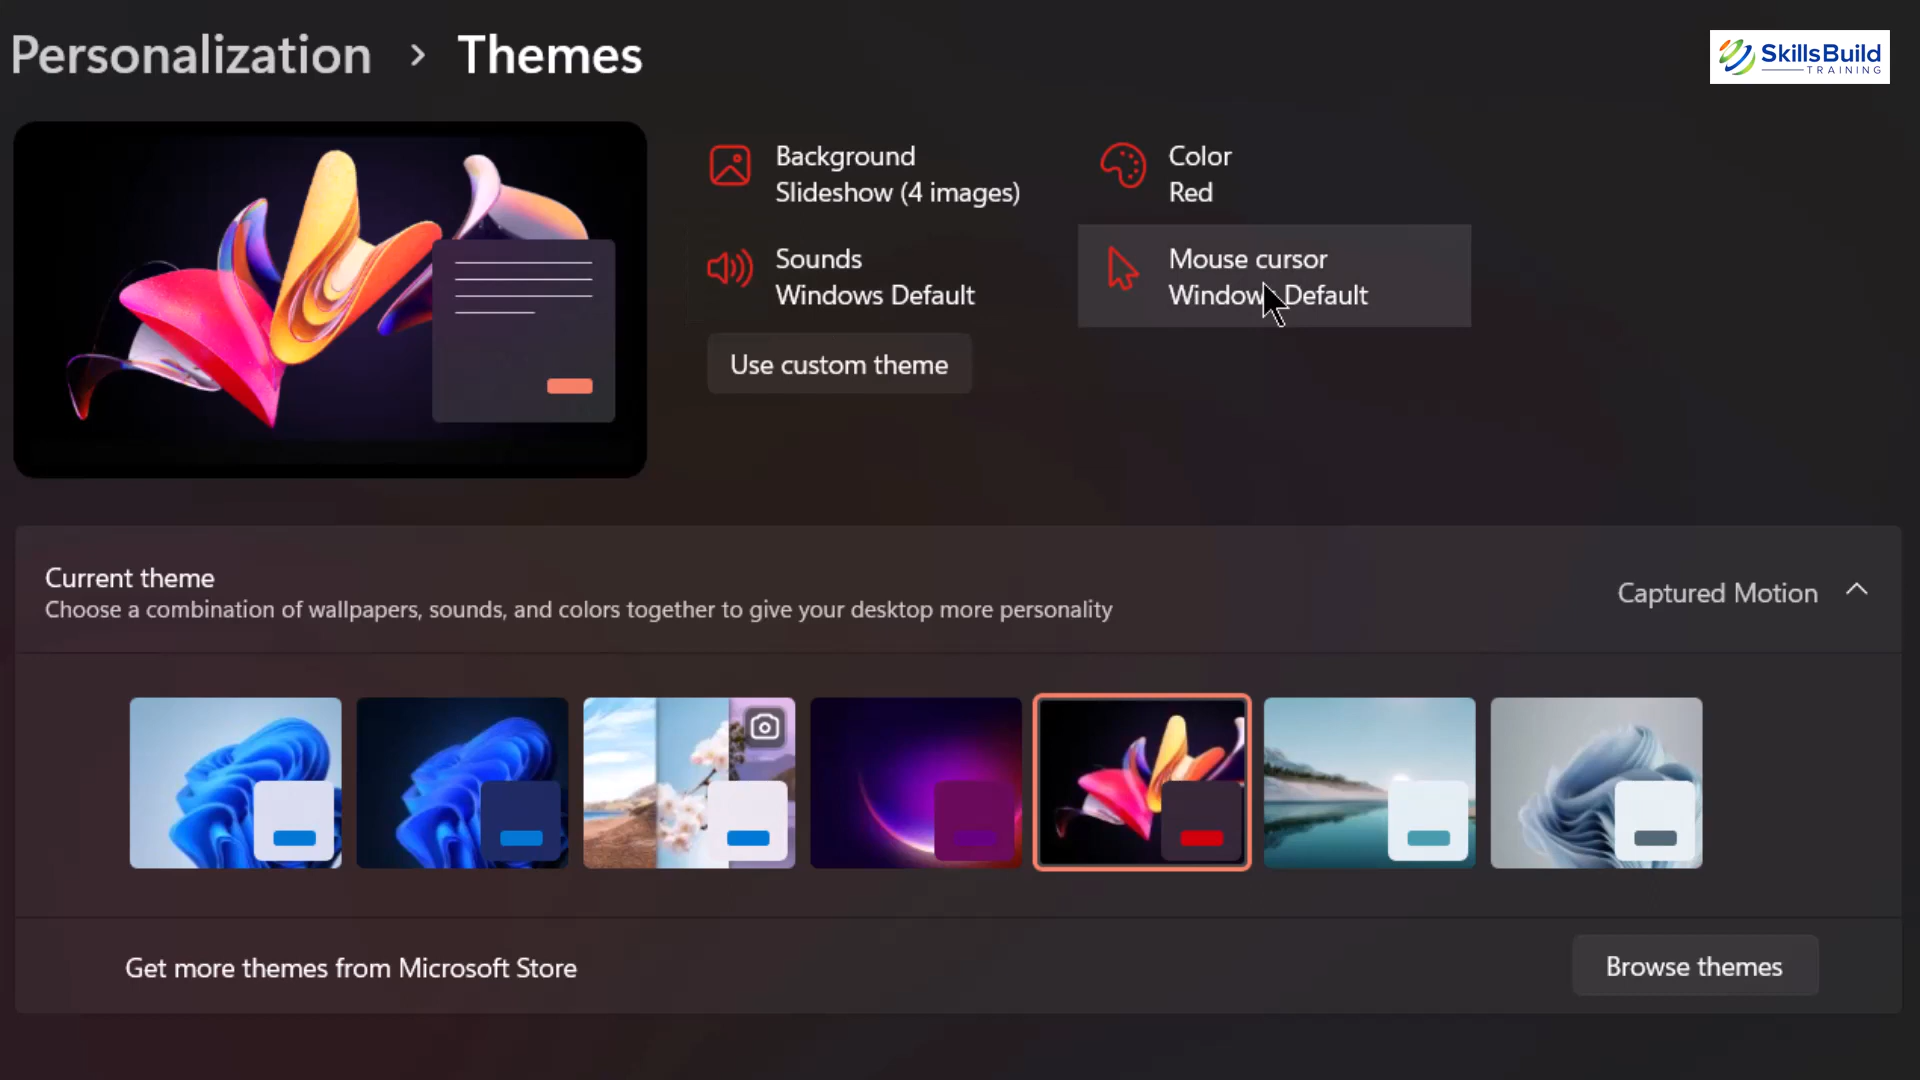 Personalization > Themes
SkillsBuild
TRAINING
Background
Slideshow (4 images)
Color
Red
Sounds
Windows Default
Mouse cursor
Windows Default
Use custom theme
Current theme
Choose a combination of wallpapers, sounds, and colors together to give your desktop more personality
Captured Motion
Get more themes from Microsoft Store
Browse themes